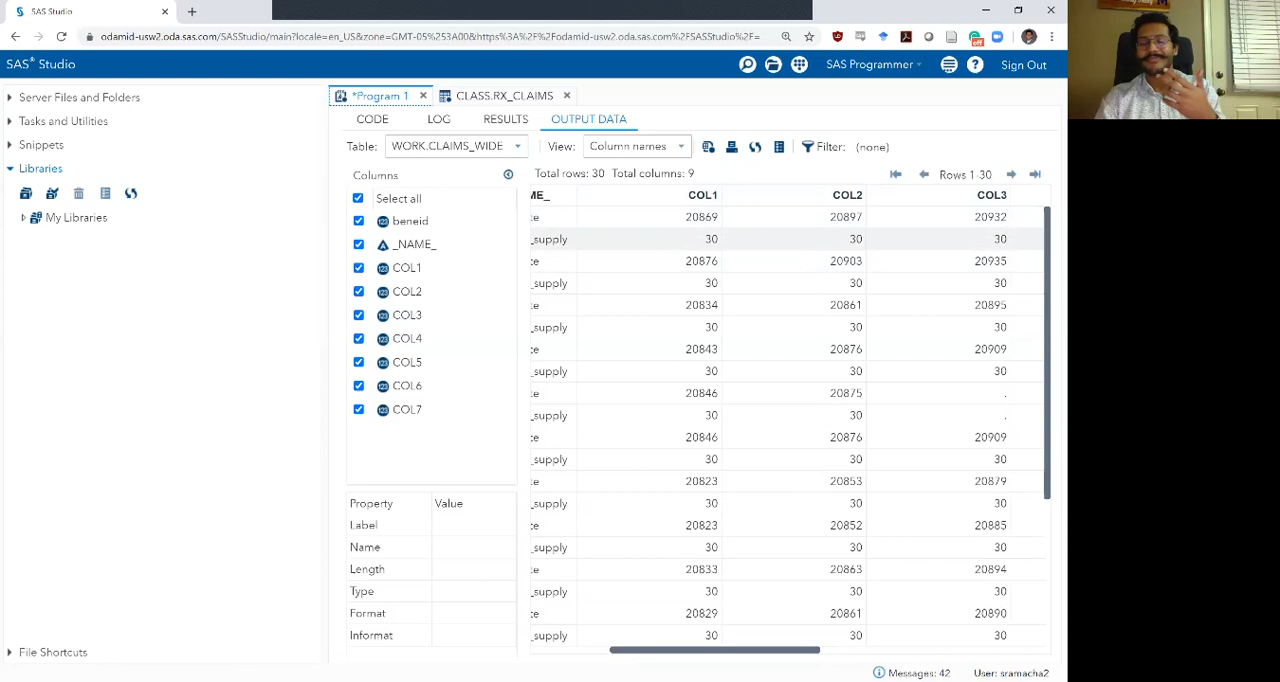 SAS Studio
odamid-usw2.oda.sas.com/SASStudio/main?locale=en_US&zone=GMT-05%253A00&https%3A%2F%2Fodamid-usw2.oda.sas.com%2FSASStudio%2F=
SAS® Studio
SAS Programmer
Sign Out
Server Files and Folders
Tasks and Utilities
Snippets
Libraries
My Libraries
File Shortcuts
*Program 1
CLASS.RX_CLAIMS
CODE LOG RESULTS OUTPUT DATA
Table: WORK.CLAIMS_WIDE View: Column names Filter: (none)
Columns
Select all
beneid
_NAME_
COL1
COL2
COL3
COL4
COL5
COL6
COL7
Property Value
Label
Name
Length
Type
Format
Informat
Total rows: 30 Total columns: 9 Rows 1-30
ME_ COL1 COL2 COL3
te 20869 20897 20932
_supply 30 30 30
te 20876 20903 20935
_supply 30 30 30
te 20834 20861 20895
_supply 30 30 30
te 20843 20876 20909
_supply 30 30 30
te 20846 20875 .
_supply 30 30 .
te 20846 20876 20909
_supply 30 30 30
te 20823 20853 20879
_supply 30 30 30
te 20823 20852 20885
_supply 30 30 30
te 20833 20863 20894
_supply 30 30 30
te 20829 20861 20890
_supply 30 30 30
Messages: 42 User: sramacha2